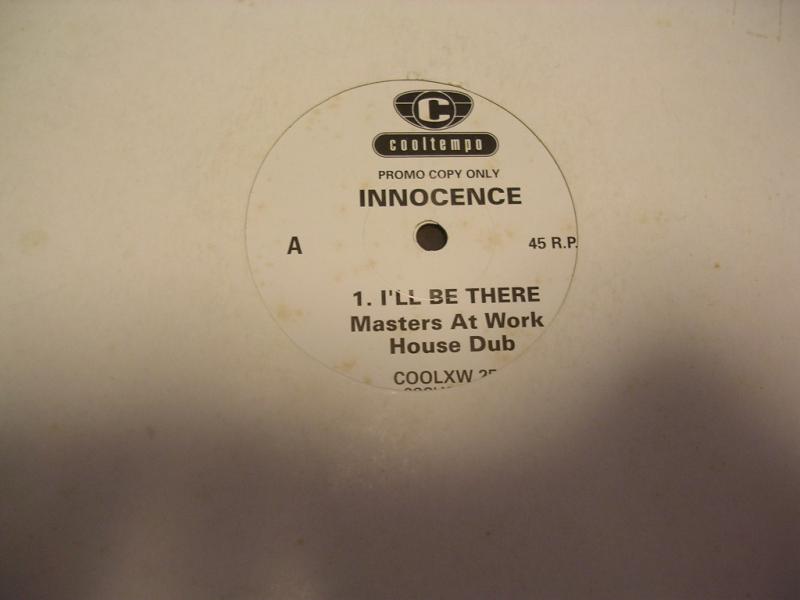 C
cooltempo
PROMO COPY ONLY
INNOCENCE
A
45 R.P.
1. I'LL BE THERE
Masters At Work
House Dub
COOLXW